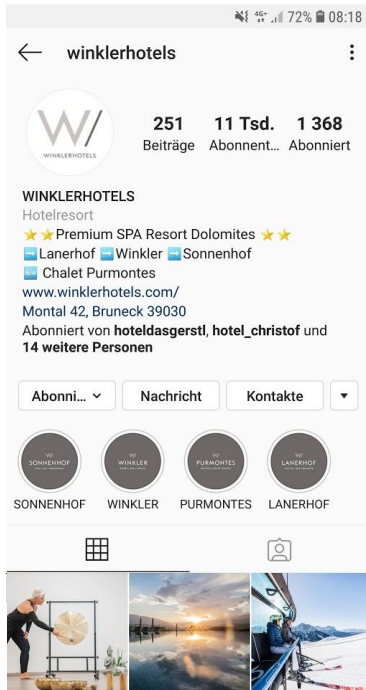 4G+ 72% 08:18
winklerhotels
W/
WINKLERHOTELS
251 11 Tsd. 1 368
Beiträge Abonnent... Abonniert
WINKLERHOTELS
Hotelresort
⭐⭐Premium SPA Resort Dolomites ⭐⭐
➡️Lanerhof ➡️Winkler ➡️Sonnenhof
🆕 Chalet Purmontes
www.winklerhotels.com/
Montal 42, Bruneck 39030
Abonniert von hoteldasgerstl, hotel_christof und
14 weitere Personen
Abonni... Nachricht Kontakte
SONNENHOF WINKLER PURMONTES LANERHOF
SONNENHOF WINKLER PURMONTES LANERHOF